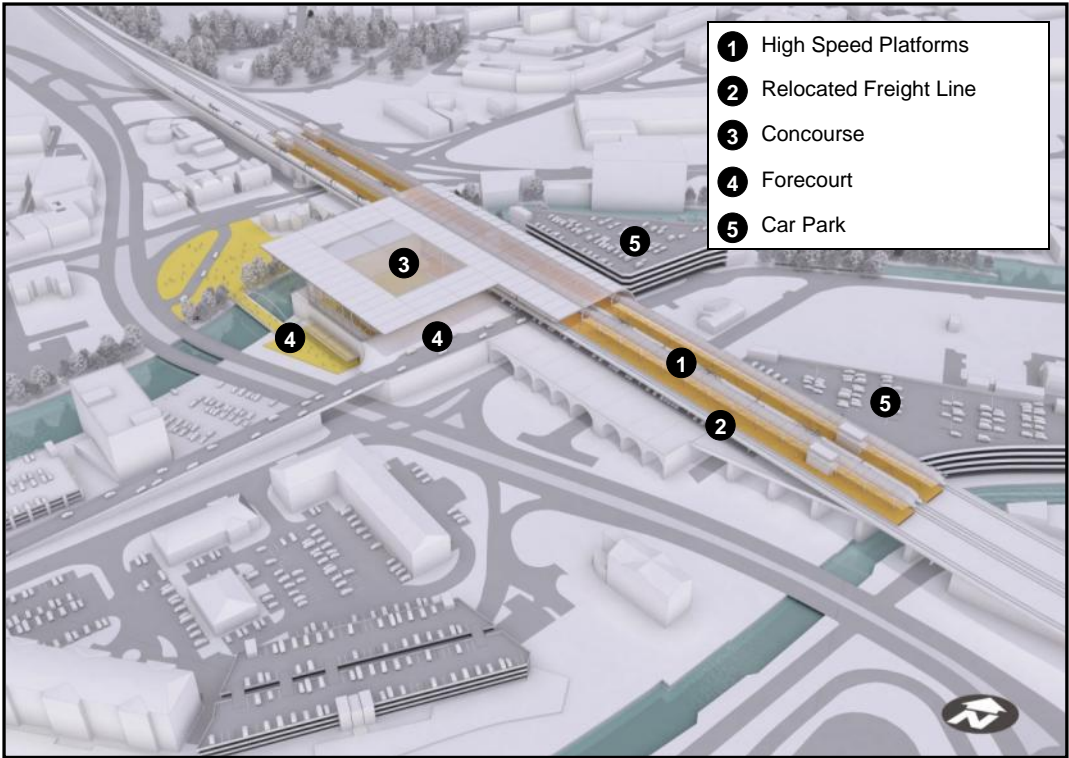 1 High Speed Platforms
2 Relocated Freight Line
3 Concourse
4 Forecourt
5 Car Park
5
3
4
4
1
5
2
N